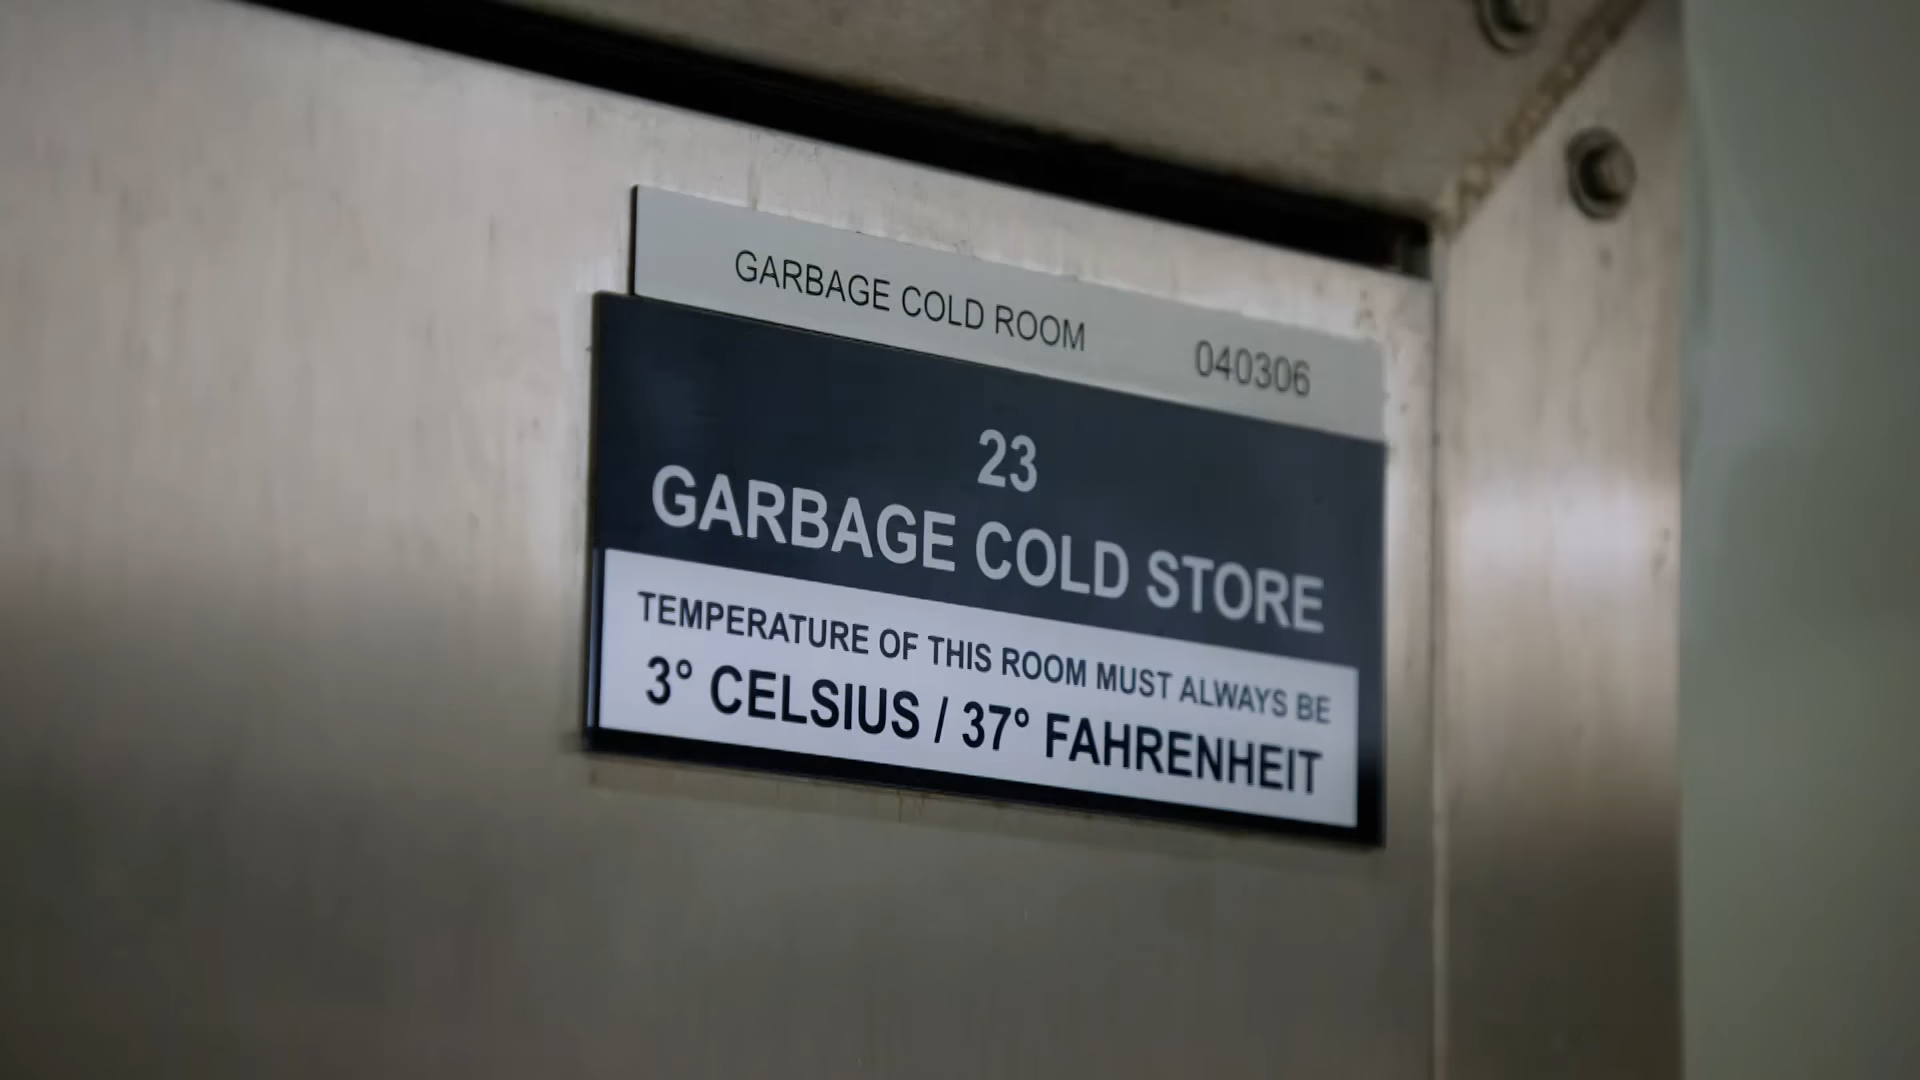 GARBAGE COLD ROOM 040306
23
GARBAGE COLD STORE
TEMPERATURE OF THIS ROOM MUST ALWAYS BE
3° CELSIUS / 37° FAHRENHEIT